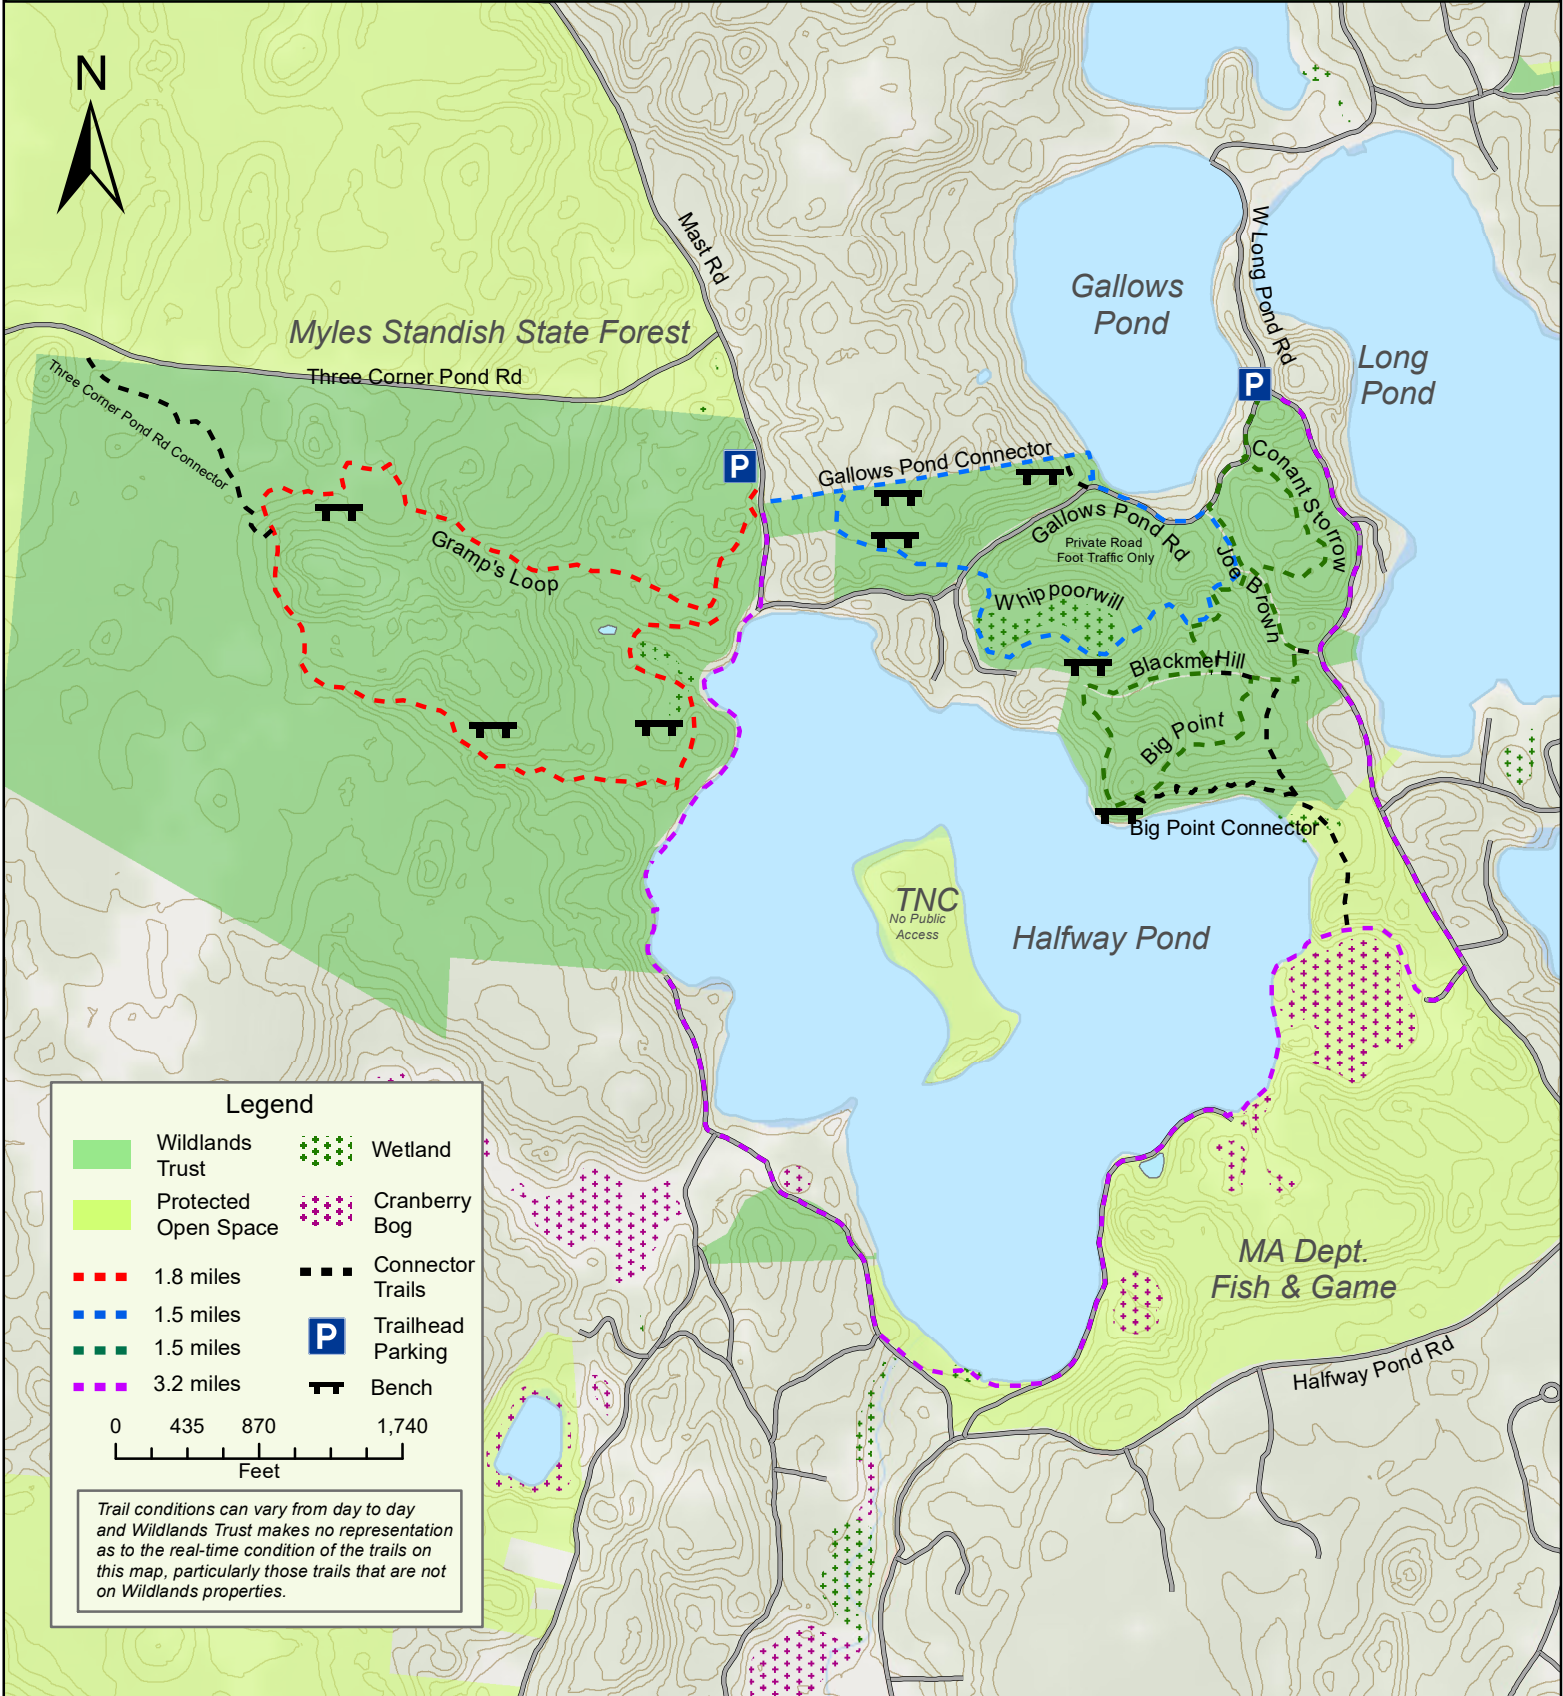 N
Mast Rd
W Long Pond Rd
Gallows
Pond
Myles Standish State Forest
Long
Pond
Three Corner Pond Rd
Three Corner Pond Rd Connector
P
P
Gallows Pond Connector
Conant Storrow
Gallows Pond Rd
Private Road
Foot Traffic Only
Gramp's Loop
Joe Brown
Whippoorwill
Blackmer Hill
Big Point
Big Point Connector
TNC
No Public
Access
Halfway Pond
MA Dept.
Fish & Game
Halfway Pond Rd
Legend
Wildlands
Trust
Wetland
Protected
Open Space
Cranberry
Bog
1.8 miles
Connector
Trails
1.5 miles
P
Trailhead
Parking
1.5 miles
3.2 miles
Bench
0 435 870 1,740
Feet
Trail conditions can vary from day to day
and Wildlands Trust makes no representation
as to the real-time condition of the trails on
this map, particularly those trails that are not
on Wildlands properties.